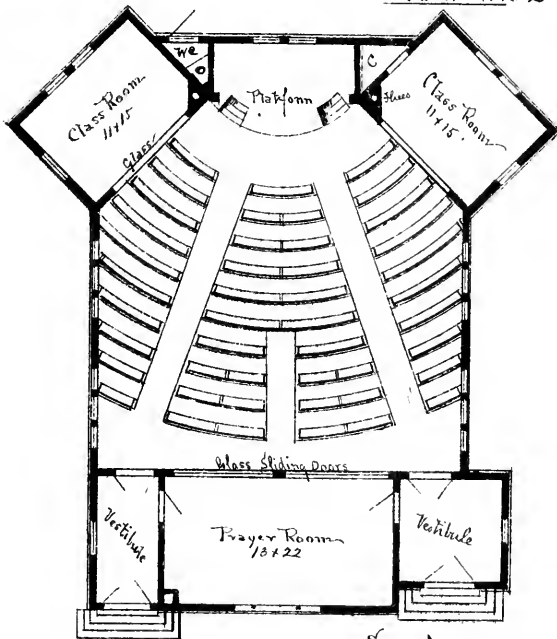 WC
C
Platform
Class Room
11x15
Glass
Flues
Class Room
11x15.
Glass Sliding Doors
Vestibule
Prayer Room
13x22
Vestibule